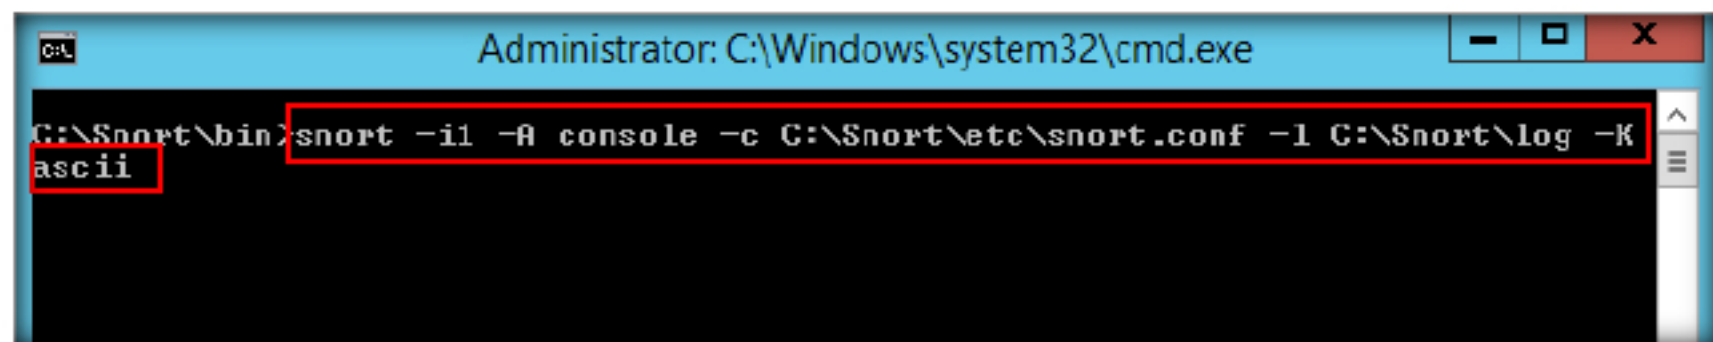 Administrator: C:\Windows\system32\cmd.exe
C:\Snort\bin>snort -i1 -A console -c C:\Snort\etc\snort.conf -l C:\Snort\log -K
ascii